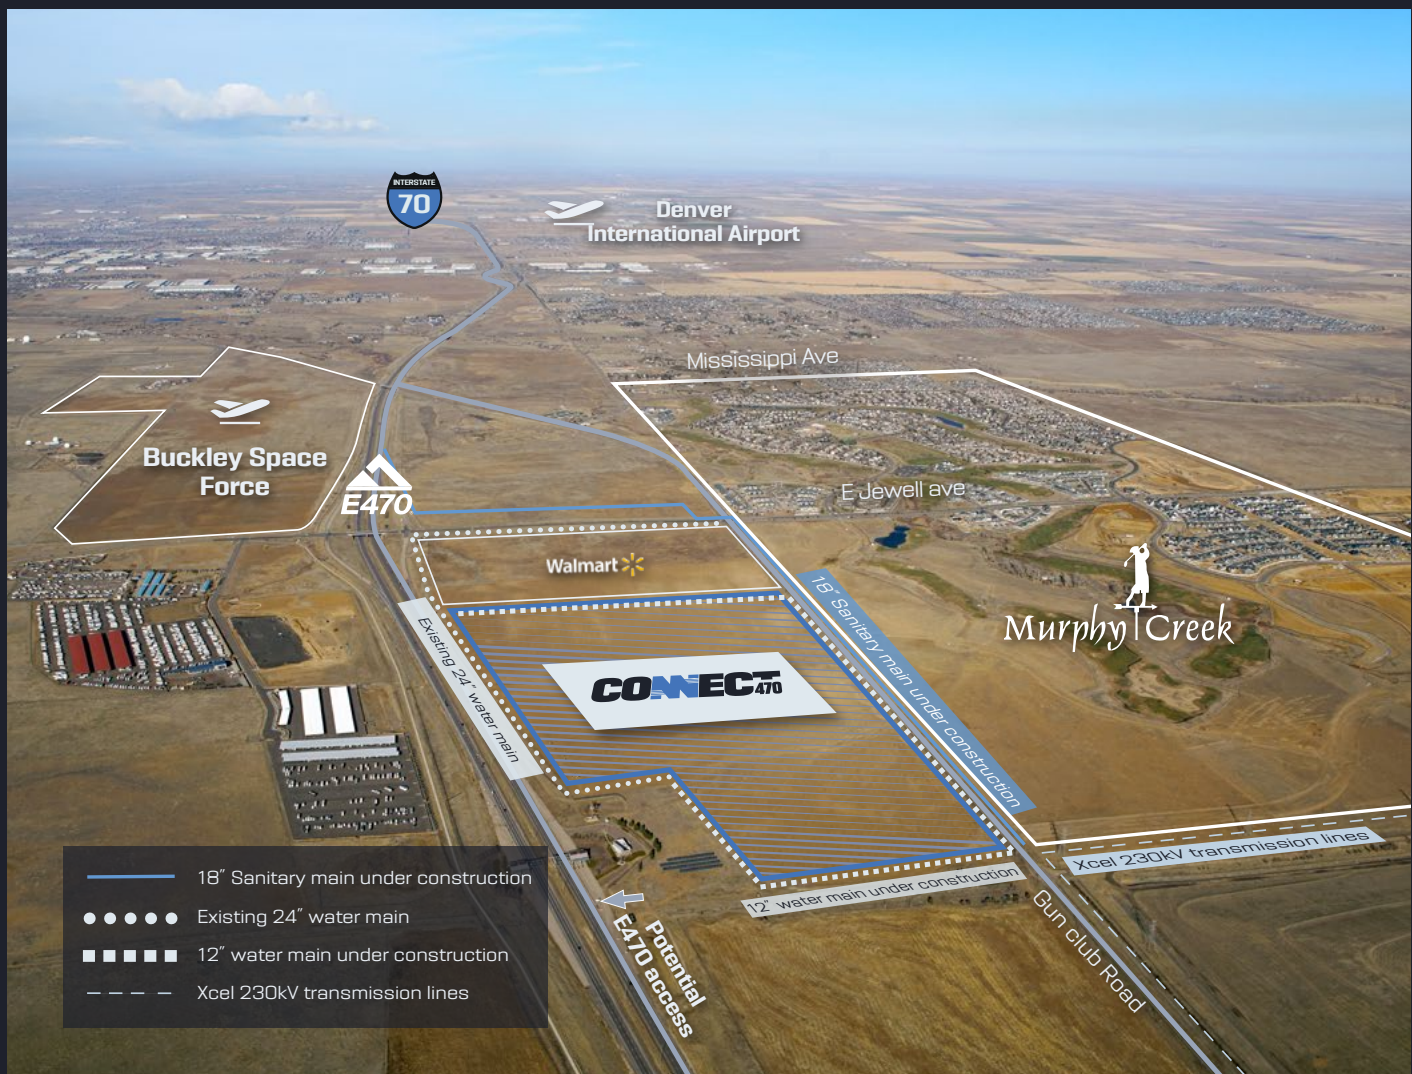 INTERSTATE
70
Denver
International Airport
Mississippi Ave
Buckley Space
Force
E470
E Jewell ave
Walmart
18" Sanitary main under construction
Murphy Creek
Existing 24" water main
CONNECT
470
Xcel 230kV transmission lines
12" water main under construction
Gun club Road
Potential
E470 access
18" Sanitary main under construction
Existing 24" water main
12" water main under construction
Xcel 230kV transmission lines